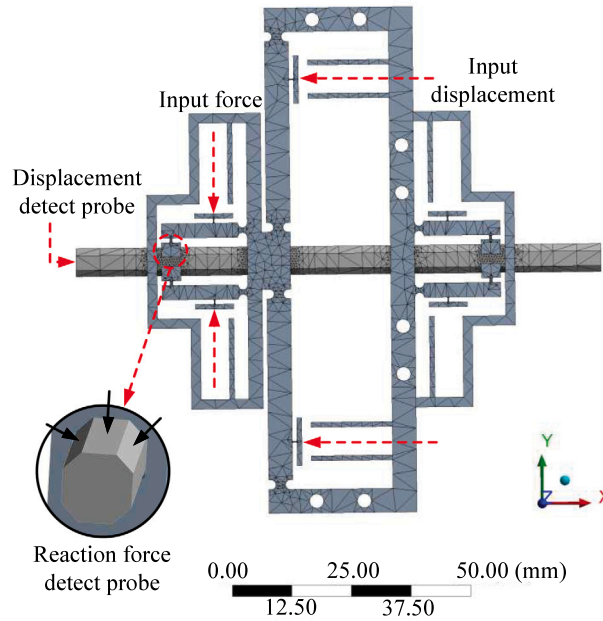 Input force
Input
displacement
Displacement
detect probe
Reaction force
detect probe
Y
Z
X
0.00
25.00
50.00 (mm)
12.50
37.50